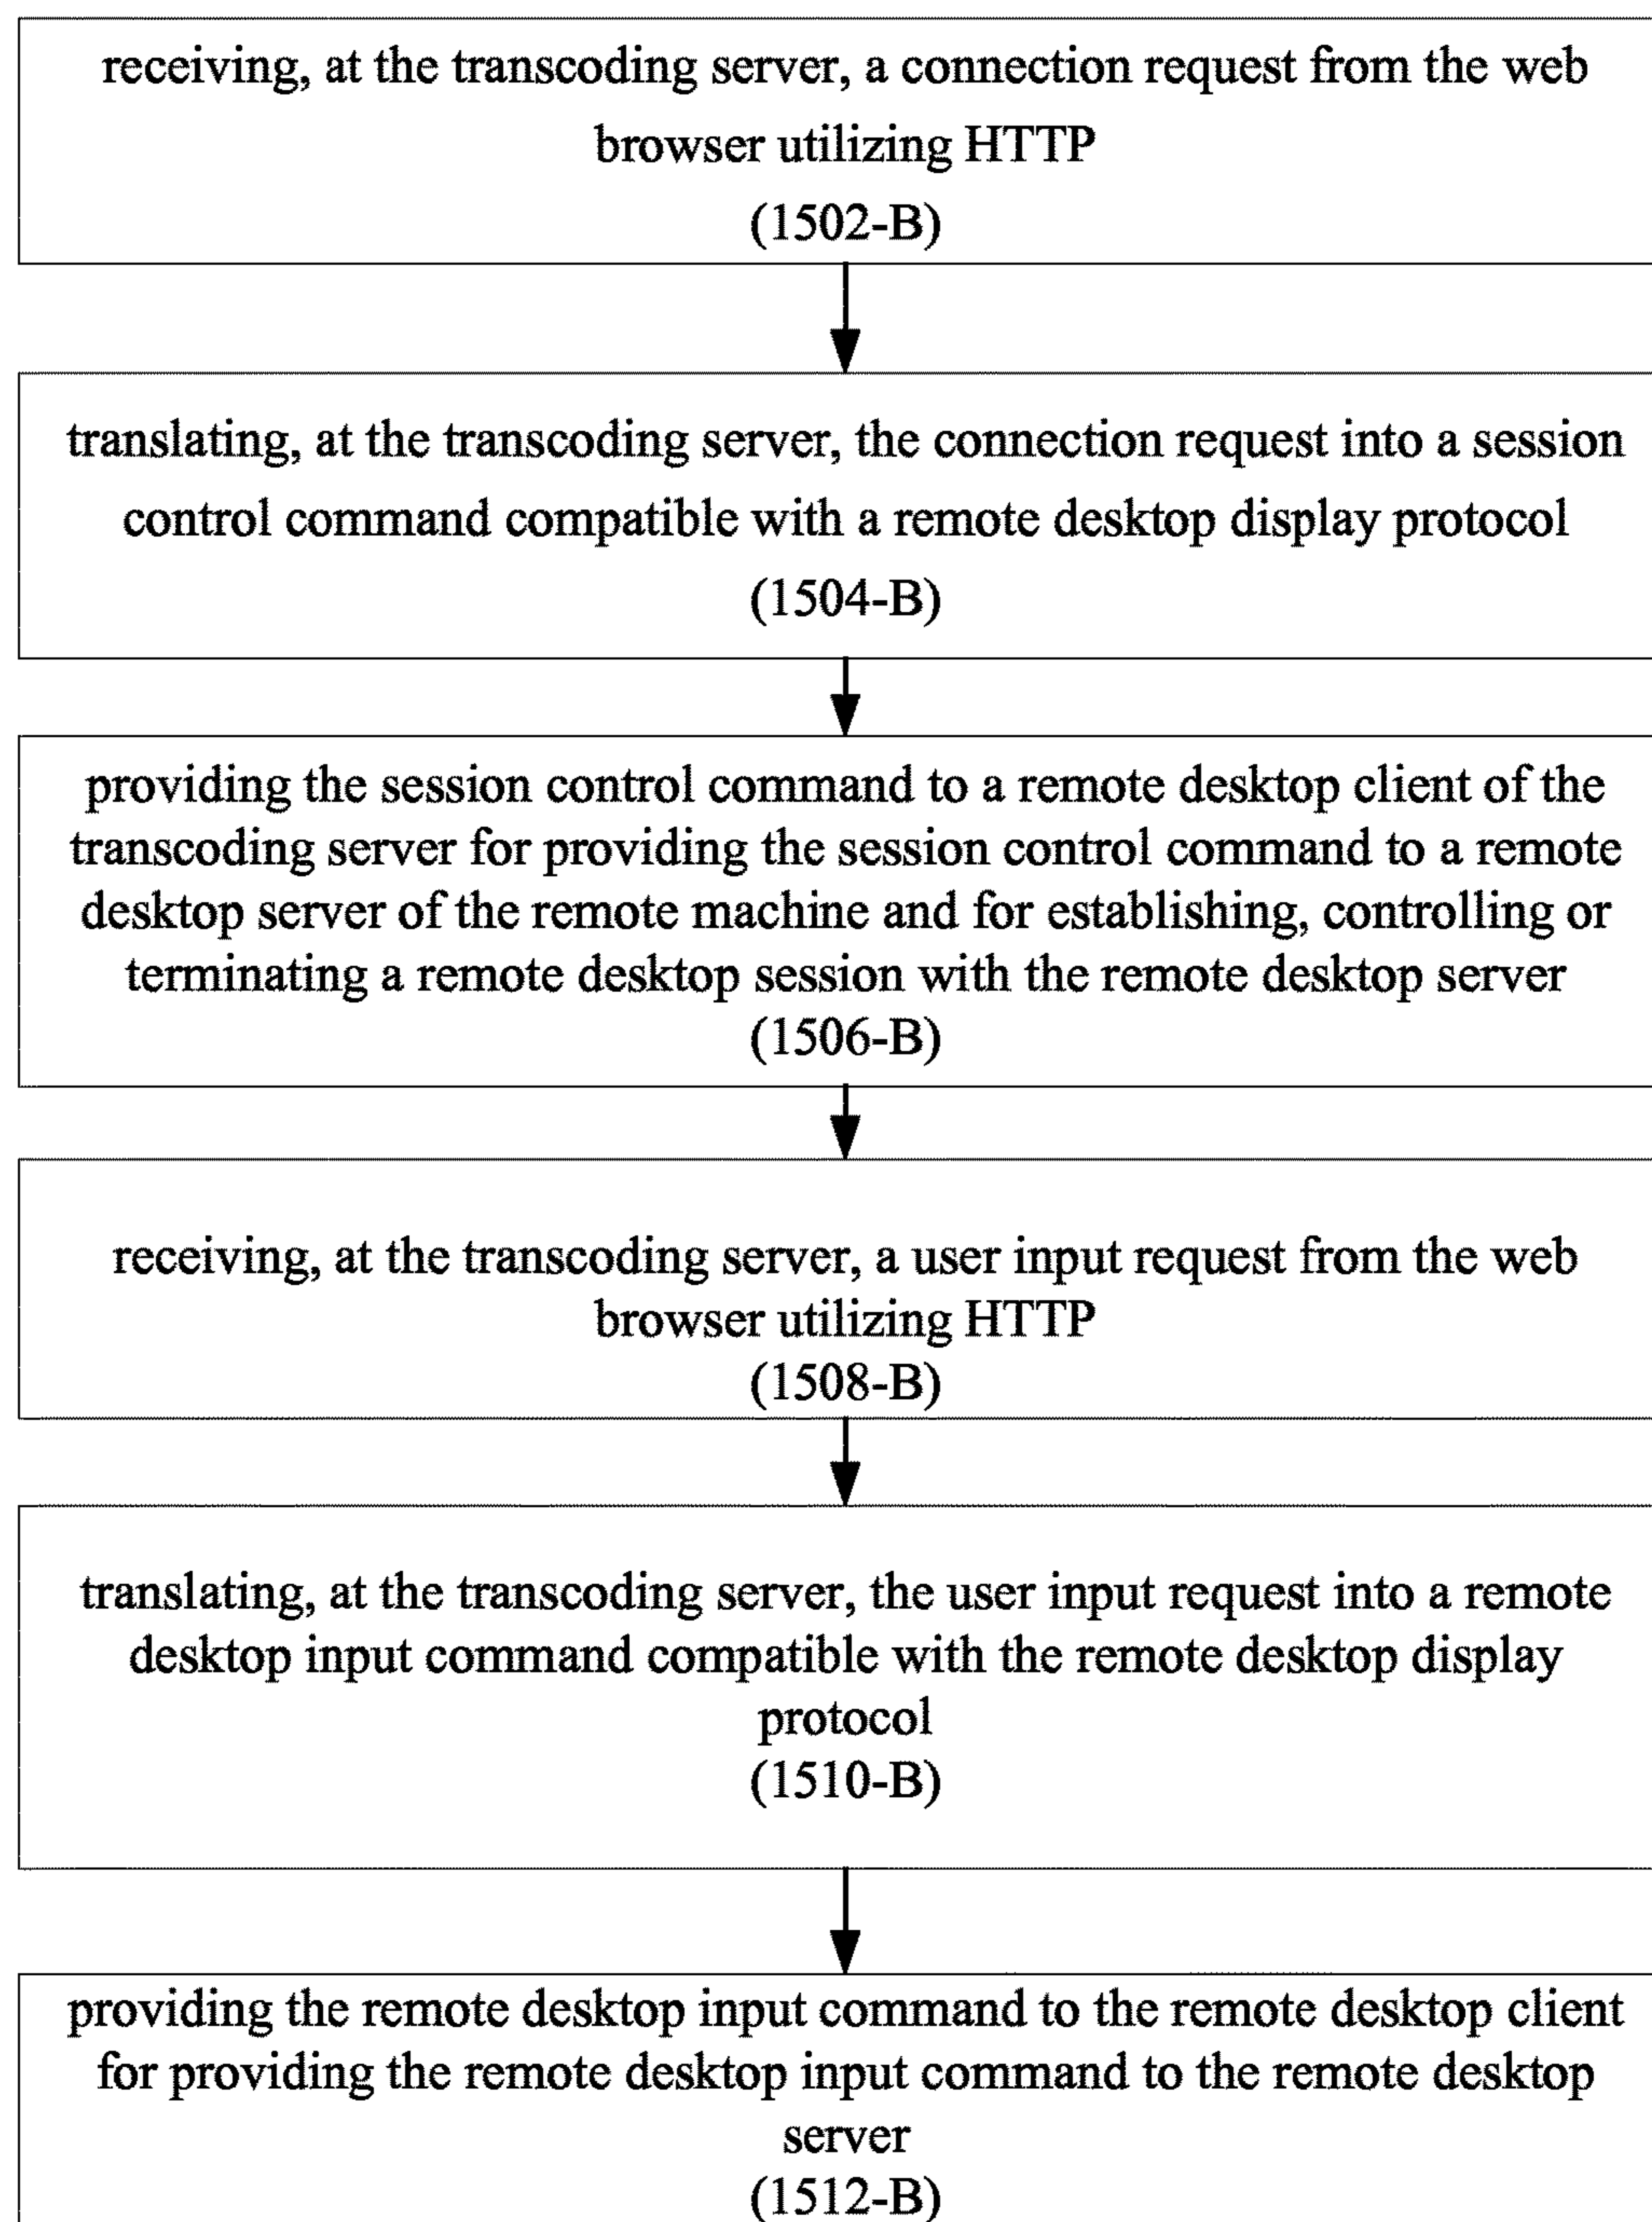 receiving, at the transcoding server, a connection request from the web
browser utilizing HTTP
(1502-B)
translating, at the transcoding server, the connection request into a session
control command compatible with a remote desktop display protocol
(1504-B)
providing the session control command to a remote desktop client of the
transcoding server for providing the session control command to a remote
desktop server of the remote machine and for establishing, controlling or
terminating a remote desktop session with the remote desktop server
(1506-B)
receiving, at the transcoding server, a user input request from the web
browser utilizing HTTP
(1508-B)
translating, at the transcoding server, the user input request into a remote
desktop input command compatible with the remote desktop display
protocol
(1510-B)
providing the remote desktop input command to the remote desktop client
for providing the remote desktop input command to the remote desktop
server
(1512-B)